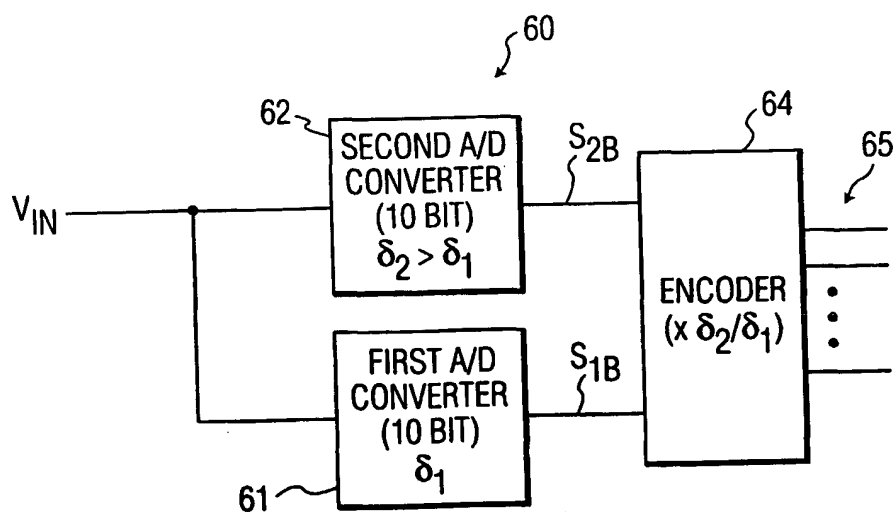 60
62
SECOND A/D
CONVERTER
(10 BIT)
δ2 > δ1
S2B
64
65
VIN
ENCODER
(x δ2/δ1)
FIRST A/D
CONVERTER
(10 BIT)
δ1
S1B
61